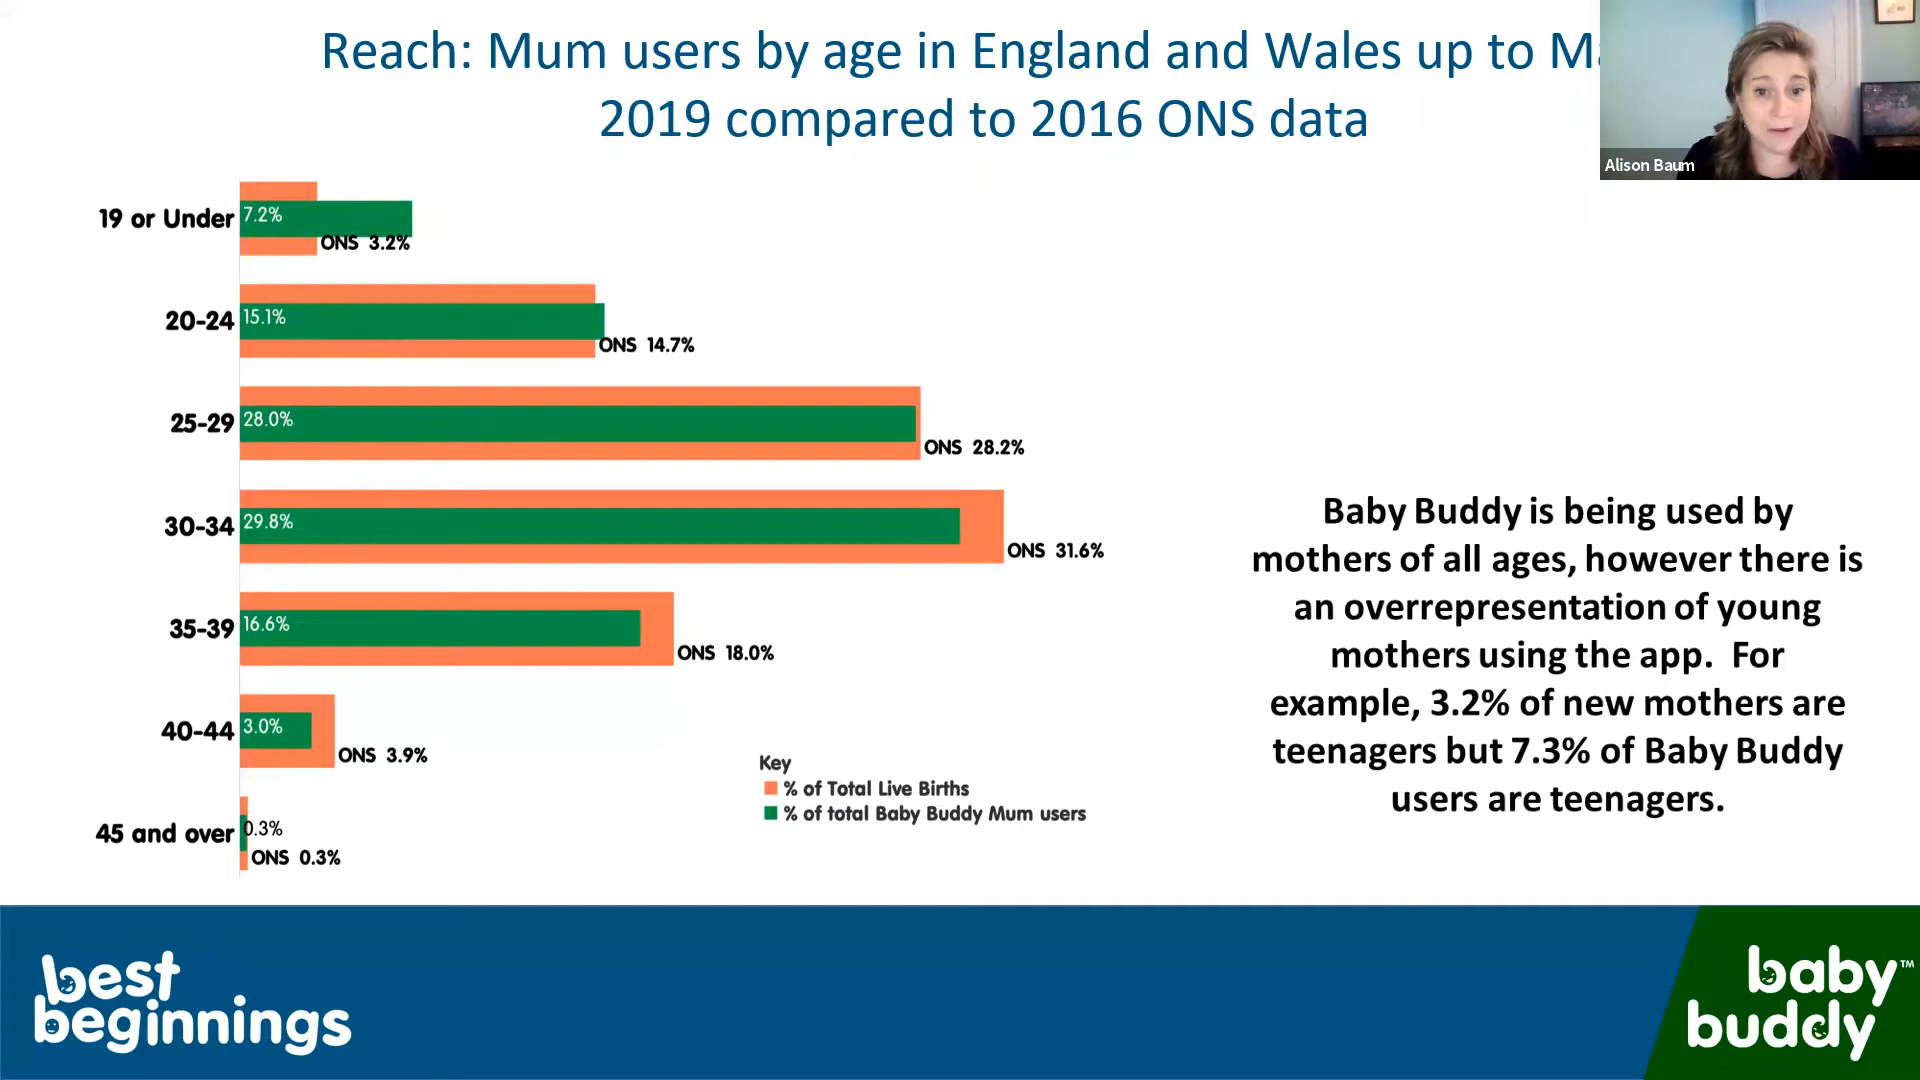 Reach: Mum users by age in England and Wales up to
2019 compared to 2016 ONS data
Alison Baum
19 or Under
7.2%
ONS 3.2%
20-24
15.1%
ONS 14.7%
25-29
28.0%
ONS 28.2%
30-34
29.8%
ONS 31.6%
35-39
16.6%
ONS 18.0%
40-44
3.0%
ONS 3.9%
45 and over
0.3%
ONS 0.3%
Key
% of Total Live Births
% of total Baby Buddy Mum users
Baby Buddy is being used by
mothers of all ages, however there is
an overrepresentation of young
mothers using the app. For
example, 3.2% of new mothers are
teenagers but 7.3% of Baby Buddy
users are teenagers.
best
beginnings
baby™
buddy